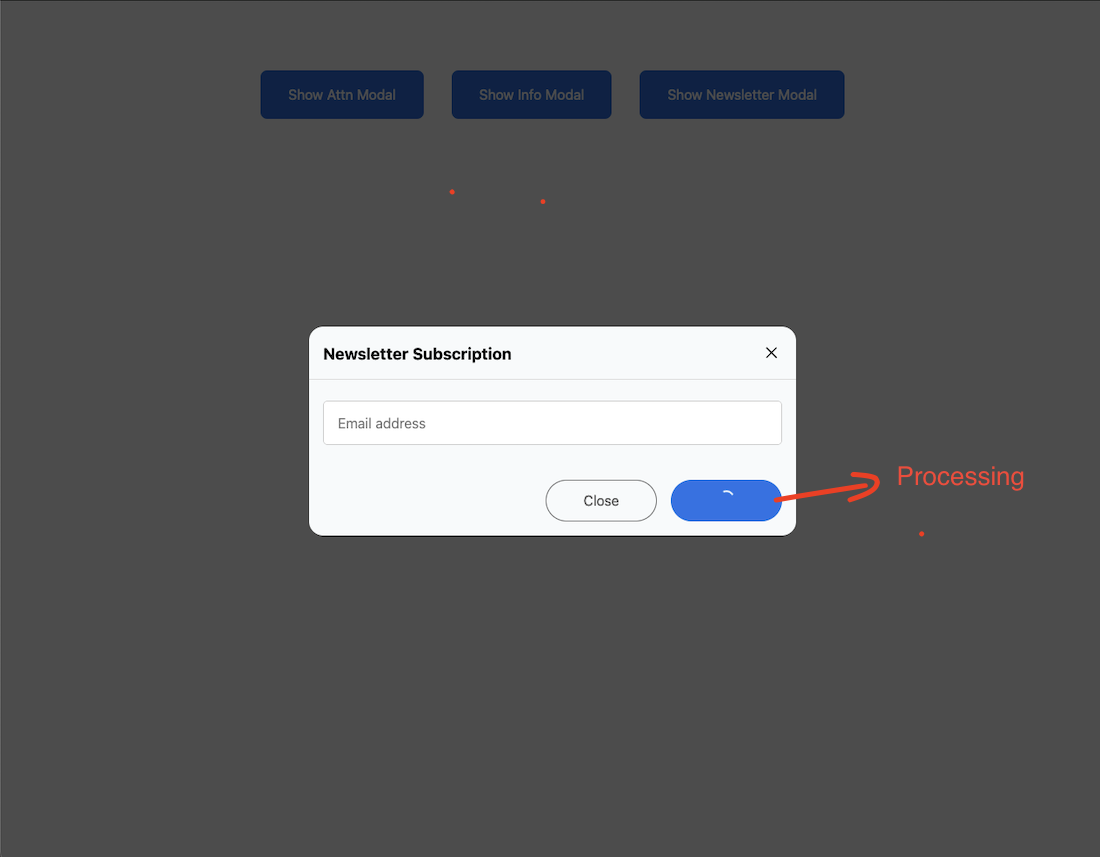 Show Attn Modal
Show Info Modal
Show Newsletter Modal
Newsletter Subscription
Email address
Close
Processing